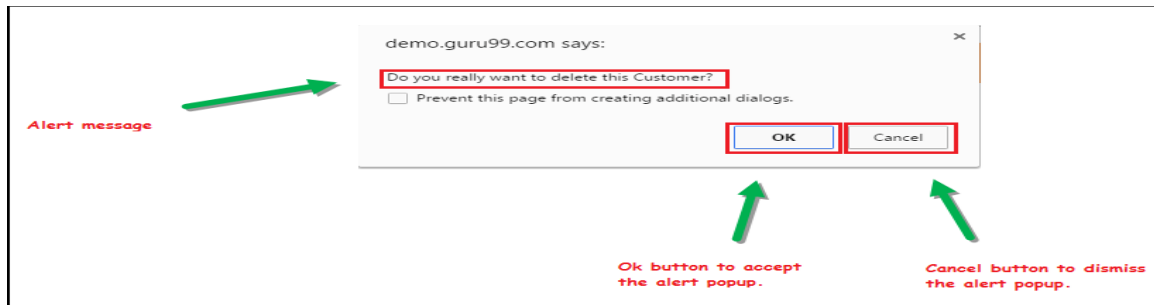 demo.guru99.com says:
×
Do you really want to delete this Customer?
Prevent this page from creating additional dialogs.
Alert message
OK
Cancel
Ok button to accept
the alert popup.
Cancel button to dismiss
the alert popup.